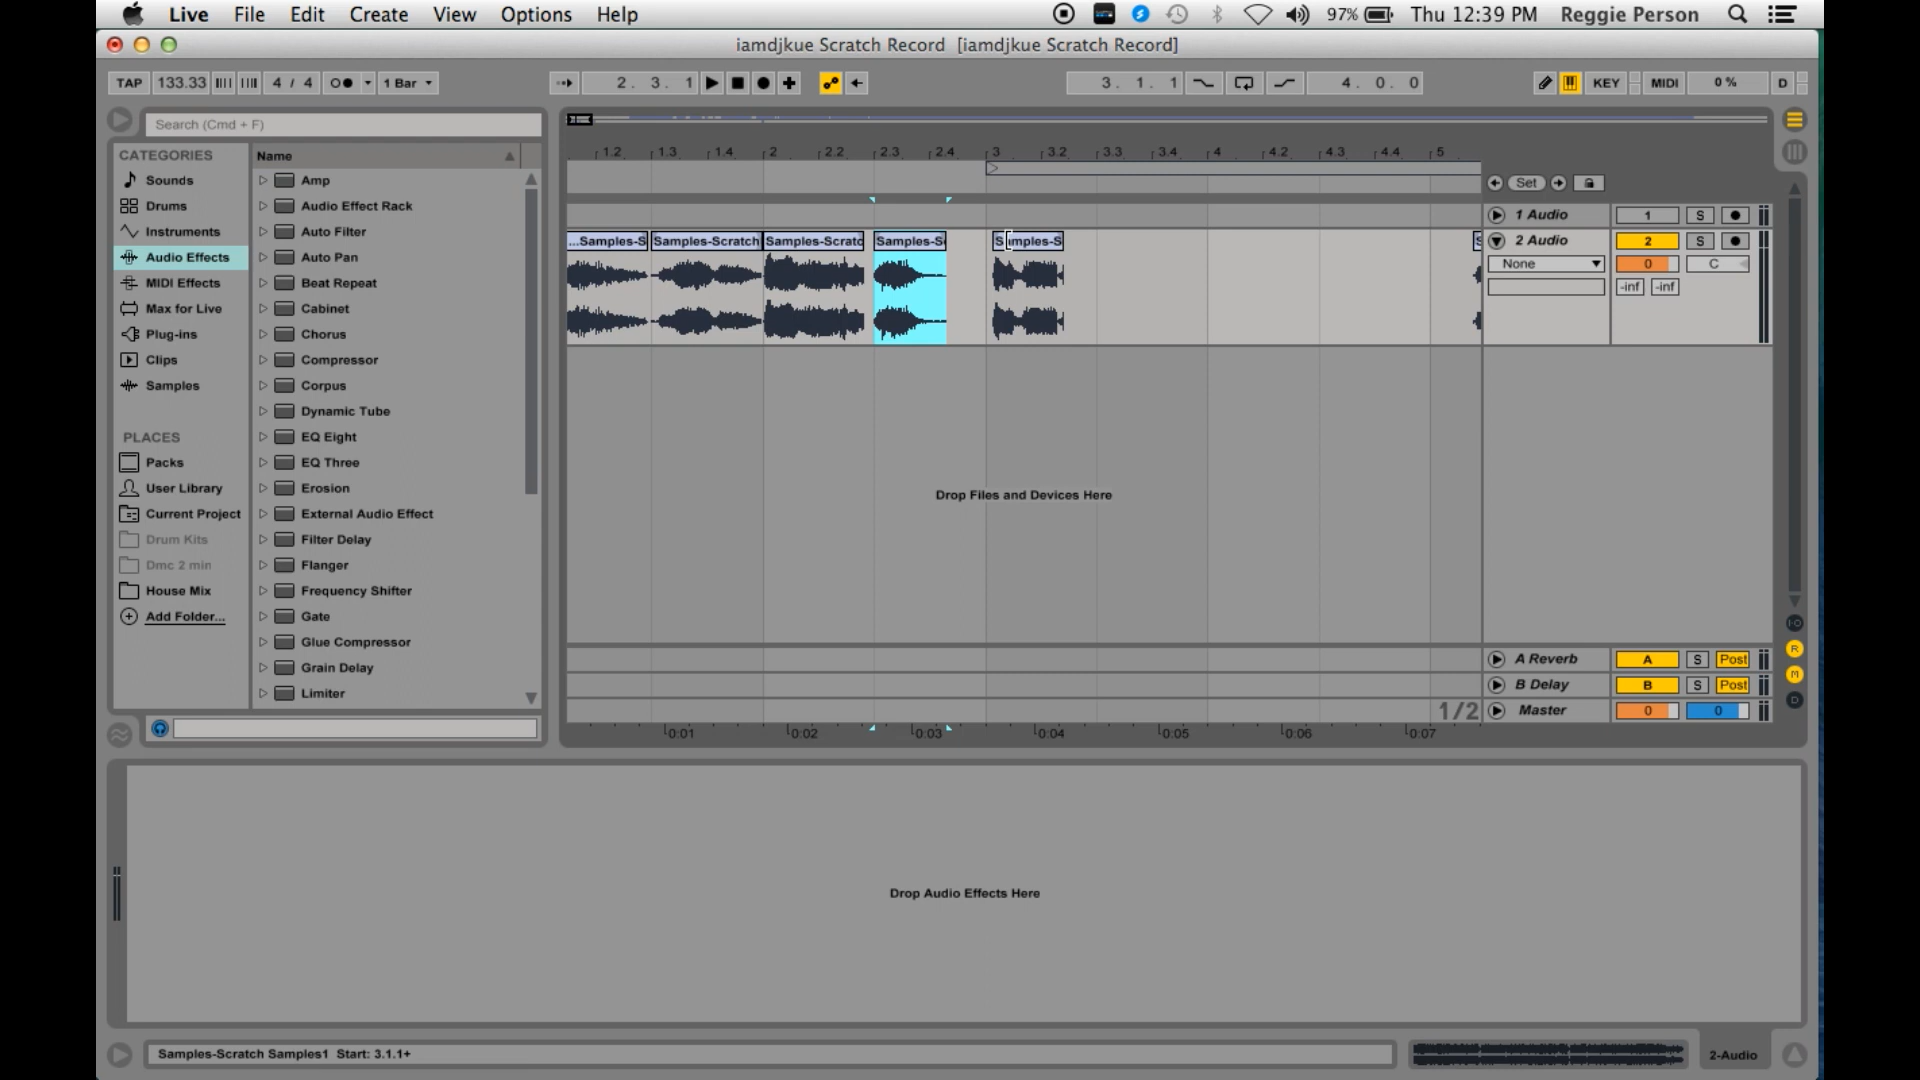 Live File Edit Create View Options Help 97% Thu 12:39 PM Reggie Person
iamdjkue Scratch Record [iamdjkue Scratch Record]
TAP 133.33 4 / 4 1 Bar 2. 3. 1 3. 1. 1 4. 0. 0 KEY MIDI 0 % D
Search (Cmd + F)
CATEGORIES
Sounds
Drums
Instruments
Audio Effects
MIDI Effects
Max for Live
Plug-ins
Clips
Samples
PLACES
Packs
User Library
Current Project
Drum Kits
Dmc 2 min
House Mix
Add Folder...
Name
Amp
Audio Effect Rack
Auto Filter
Auto Pan
Beat Repeat
Cabinet
Chorus
Compressor
Corpus
Dynamic Tube
EQ Eight
EQ Three
Erosion
External Audio Effect
Filter Delay
Flanger
Frequency Shifter
Gate
Glue Compressor
Grain Delay
Limiter
1.2 1.3 1.4 2 2.2 2.3 2.4 3 3.2 3.3 3.4 4 4.2 4.3 4.4 5
Set
1 Audio 1 S
...Samples-S Samples-Scratch Samples-Scratc Samples-S
2 Audio 2 S
None 0 C
-inf -inf
Drop Files and Devices Here
A Reverb A S Post
B Delay B S Post
1/2 Master 0 0
0:01 0:02 0:03 0:04 0:05 0:06 0:07
I·O
R
M
D
Drop Audio Effects Here
Samples-Scratch Samples1 Start: 3.1.1+
2-Audio